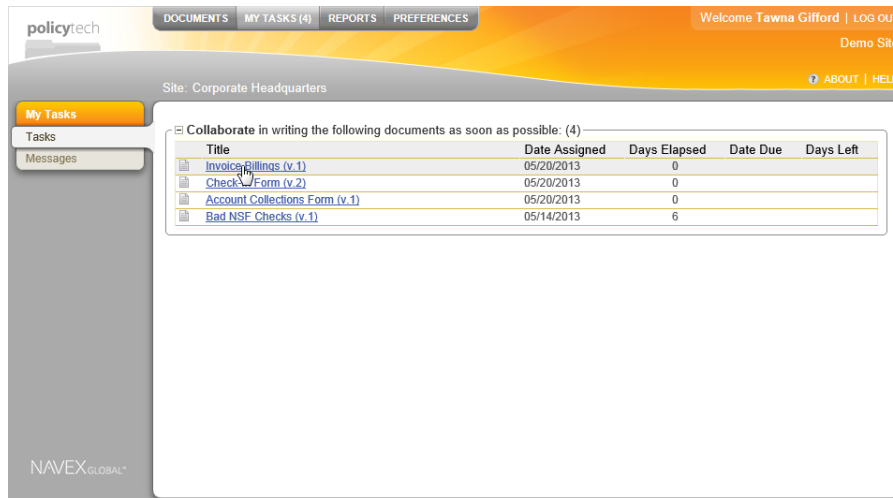 policytech
DOCUMENTS MY TASKS (4) REPORTS PREFERENCES
Welcome Tawna Gifford | LOG OU
Demo Sit
ABOUT | HEL
Site: Corporate Headquarters
My Tasks
Tasks
Messages
Collaborate in writing the following documents as soon as possible: (4)
Title Date Assigned Days Elapsed Date Due Days Left
Invoice Billings (v.1) 05/20/2013 0
Check-In Form (v.2) 05/20/2013 0
Account Collections Form (v.1) 05/20/2013 0
Bad NSF Checks (v.1) 05/14/2013 6
NAVEX GLOBAL™